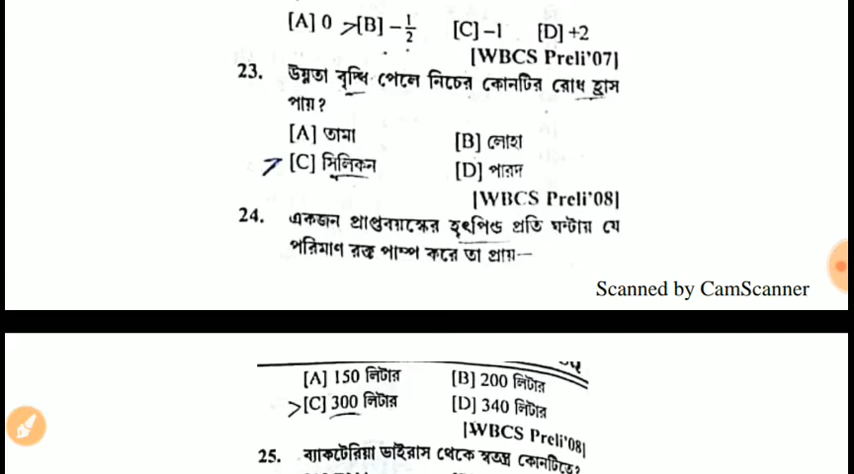 [A] 0 [B] −1/2 [C] −1 [D] +2
[WBCS Preli'07]
23. উষ্ণতা বৃদ্ধি পেলে নিচের কোনটির রোধ হ্রাস
পায়?
[A] তামা [B] লোহা
[C] সিলিকন [D] পারদ
[WBCS Preli'08]
24. একজন প্রাপ্তবয়স্কের হৃৎপিণ্ড প্রতি ঘন্টায় যে
পরিমাণ রক্ত পাম্প করে তা প্রায়—
Scanned by CamScanner
[A] 150 লিটার [B] 200 লিটার
[C] 300 লিটার [D] 340 লিটার
[WBCS Preli'08]
25. ব্যাকটেরিয়া ভাইরাস থেকে স্বতন্ত্র কোনটিতে?